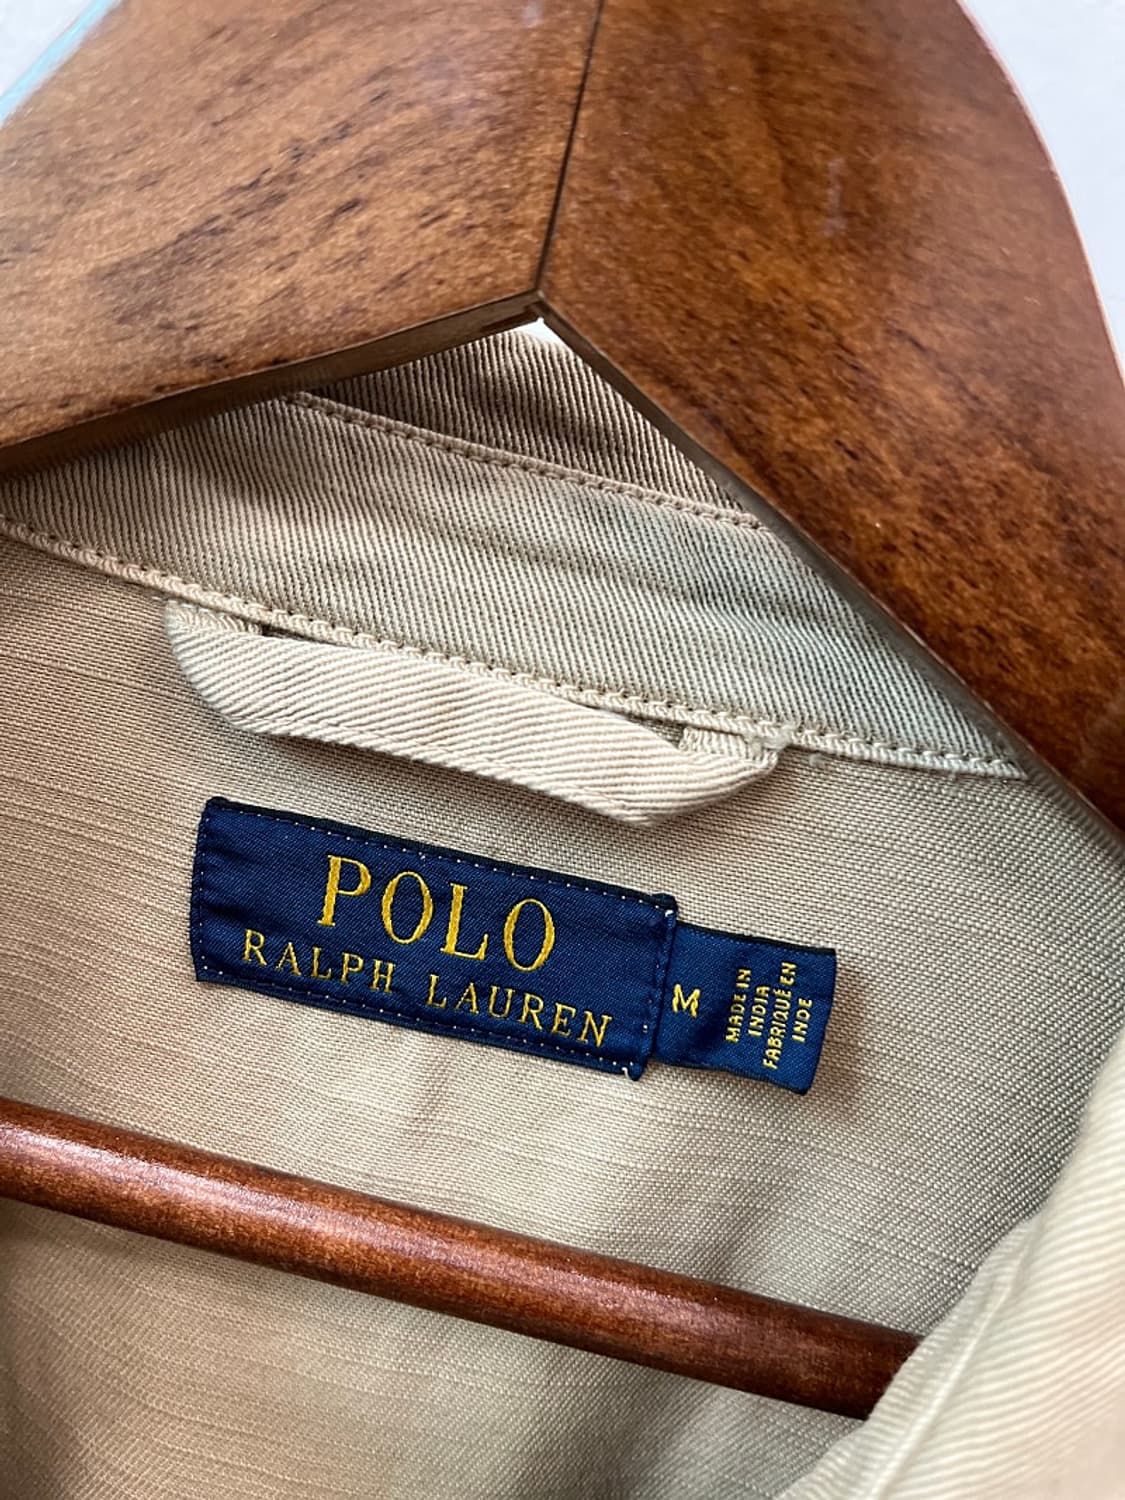 POLO
RALPH LAUREN
M
MADE IN
INDIA
FABRIQUÉ EN
INDE